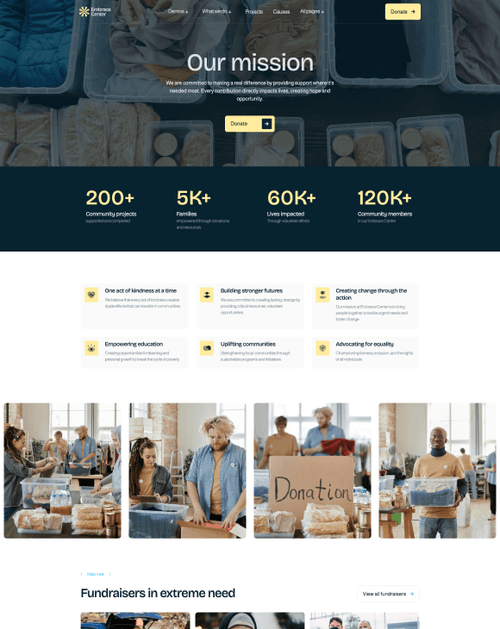 Embrace
Center
Demos
What we do
Projects
Causes
All pages
Donate
Our mission
We are committed to making a real difference by providing support where it's
needed most. Every contribution directly impacts lives, creating hope and
opportunity.
Donate
200+
5K+
60K+
120K+
Community projects
Families
Lives impacted
Community members
supported and completed
empowered through donations
and resources
Through volunteer efforts
in our Embrace Center
One act of kindness at a time
We believe that every act of kindness creates
ripple effects that can transform communities
Building stronger futures
We are committed to creating lasting change by
providing critical resources, volunteer
opportunities
Creating change through the
action
Our mission at Embrace Center is to bring
people together to tackle urgent needs and
foster change
Empowering education
Creating opportunities for learning and
personal growth to break the cycle of poverty
Uplifting communities
Strengthening local communities through
sustainable programs and initiatives
Advocating for equality
Championing fairness, inclusion, and the rights
of all individuals
Donation
Help now
Fundraisers in extreme need
View all fundraisers